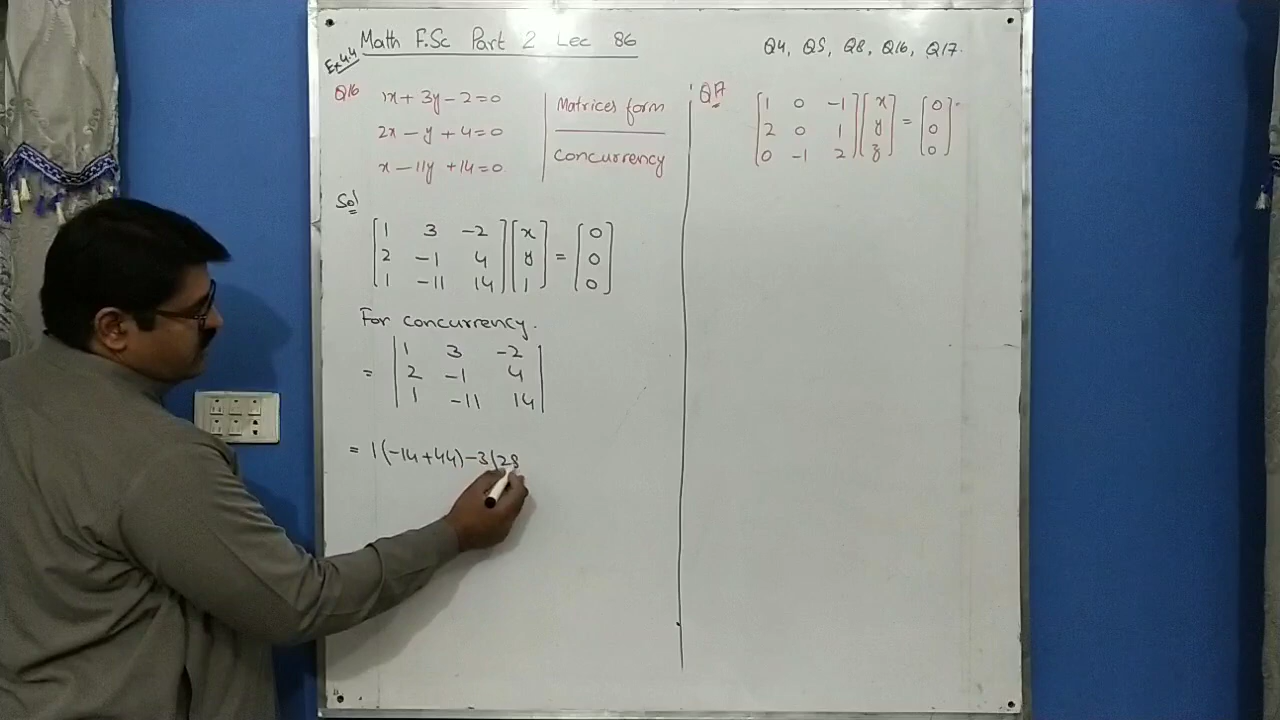 Math F.Sc Part 2 Lec 86
Q4, Q5, Q8, Q16, Q17.
Ex 4.4
Q16
x + 3y - 2 = 0
2x - y + 4 = 0
x - 11y + 14 = 0
Matrices form
concurrency
Sol
[1 3 -2] [x] = [0]
[2 -1 4] [y] = [0]
[1 -11 14] [1] = [0]
For concurrency.
= |1 3 -2|
|2 -1 4|
|1 -11 14|
= 1(-14+44)-3(28
Q17
[1 0 -1] [x] = [0]
[2 0 1] [y] = [0]
[0 -1 2] [z] = [0]